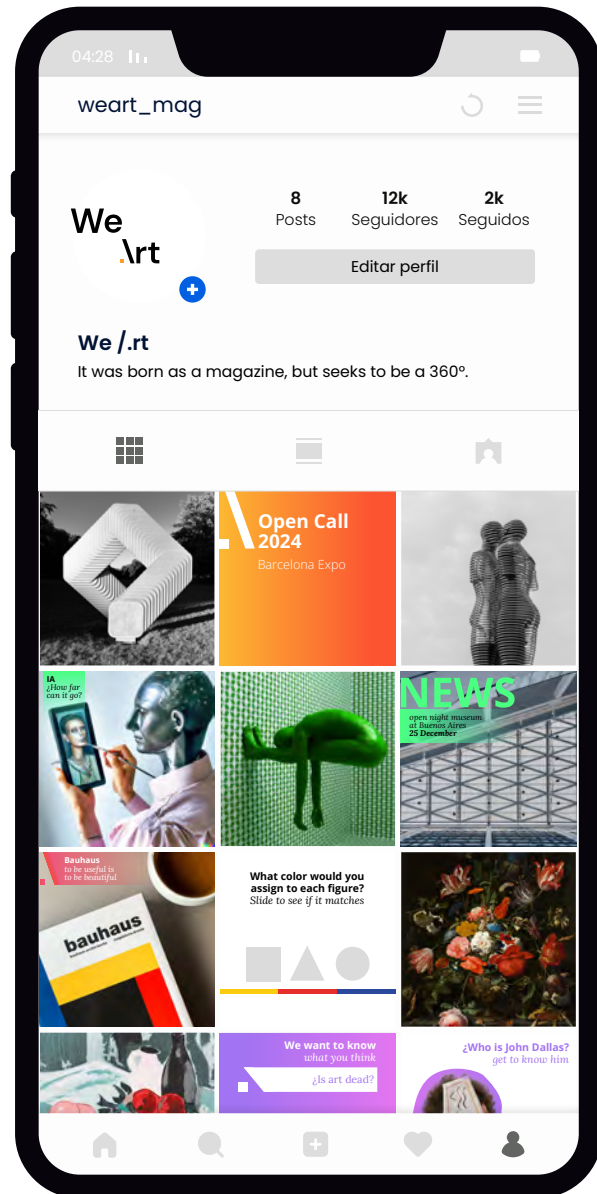 04:28
weart_mag
We
.\rt
8
Posts
12k
Seguidores
2k
Seguidos
Editar perfil
We /.rt
It was born as a magazine, but seeks to be a 360º.
Open Call
2024
Barcelona Expo
IA
¿How far
can it go?
NEWS
open night museum
at Buenos Aires
25 December
Bauhaus
to be useful is
to be beautiful
bauhaus
What color would you
assign to each figure?
Slide to see if it matches
We want to know
what you think
¿Is art dead?
¿Who is John Dallas?
get to know him